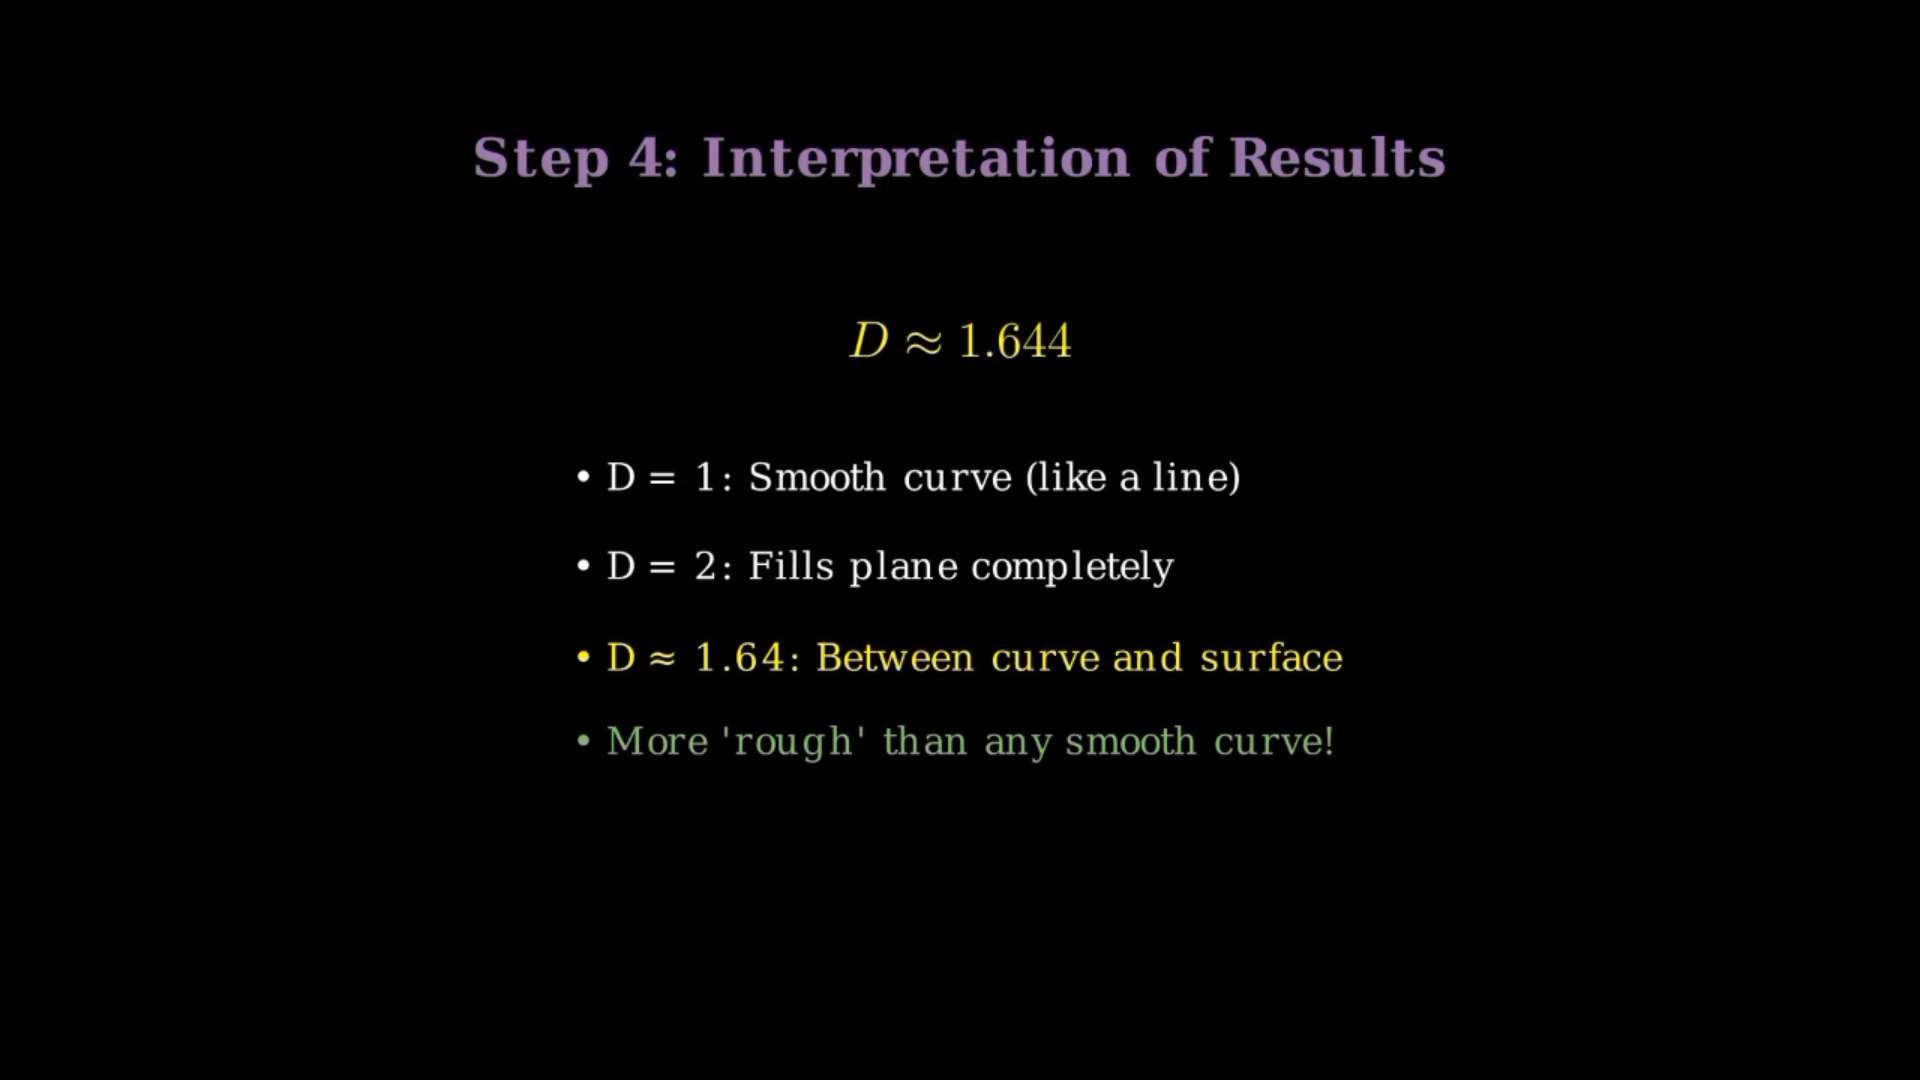 Step 4: Interpretation of Results
D ≈ 1.644
• D = 1: Smooth curve (like a line)
• D = 2: Fills plane completely
• D ≈ 1.64: Between curve and surface
• More 'rough' than any smooth curve!